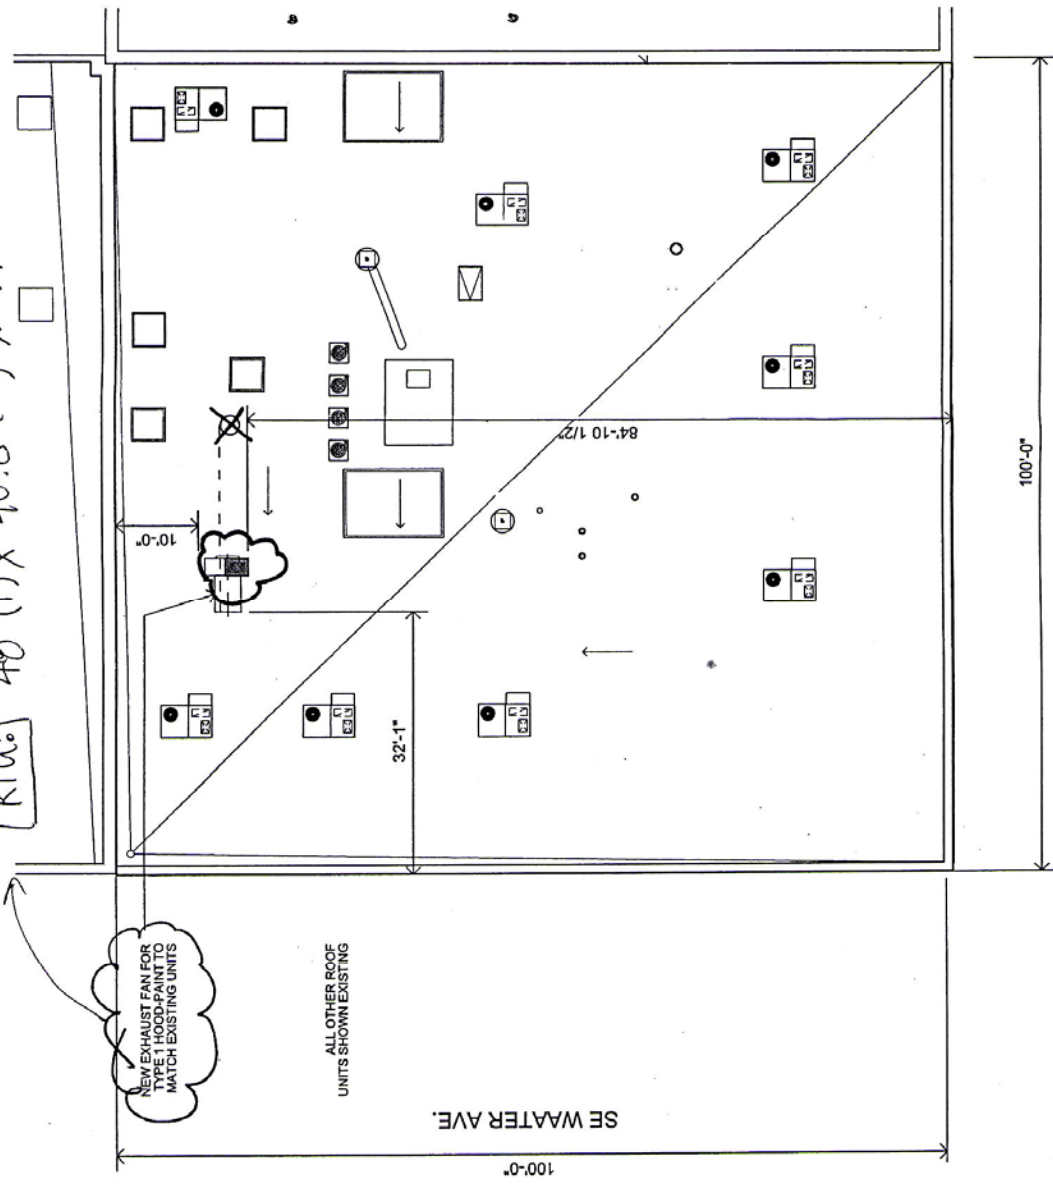 NEW EXHAUST FAN FOR
TYPE 1 HOOD-PAINT TO
MATCH EXISTING UNITS
ALL OTHER ROOF
UNITS SHOWN EXISTING
SE WAATER AVE.
100'-0"
100'-0"
84'-10 1/2"
10'-0"
32'-1"